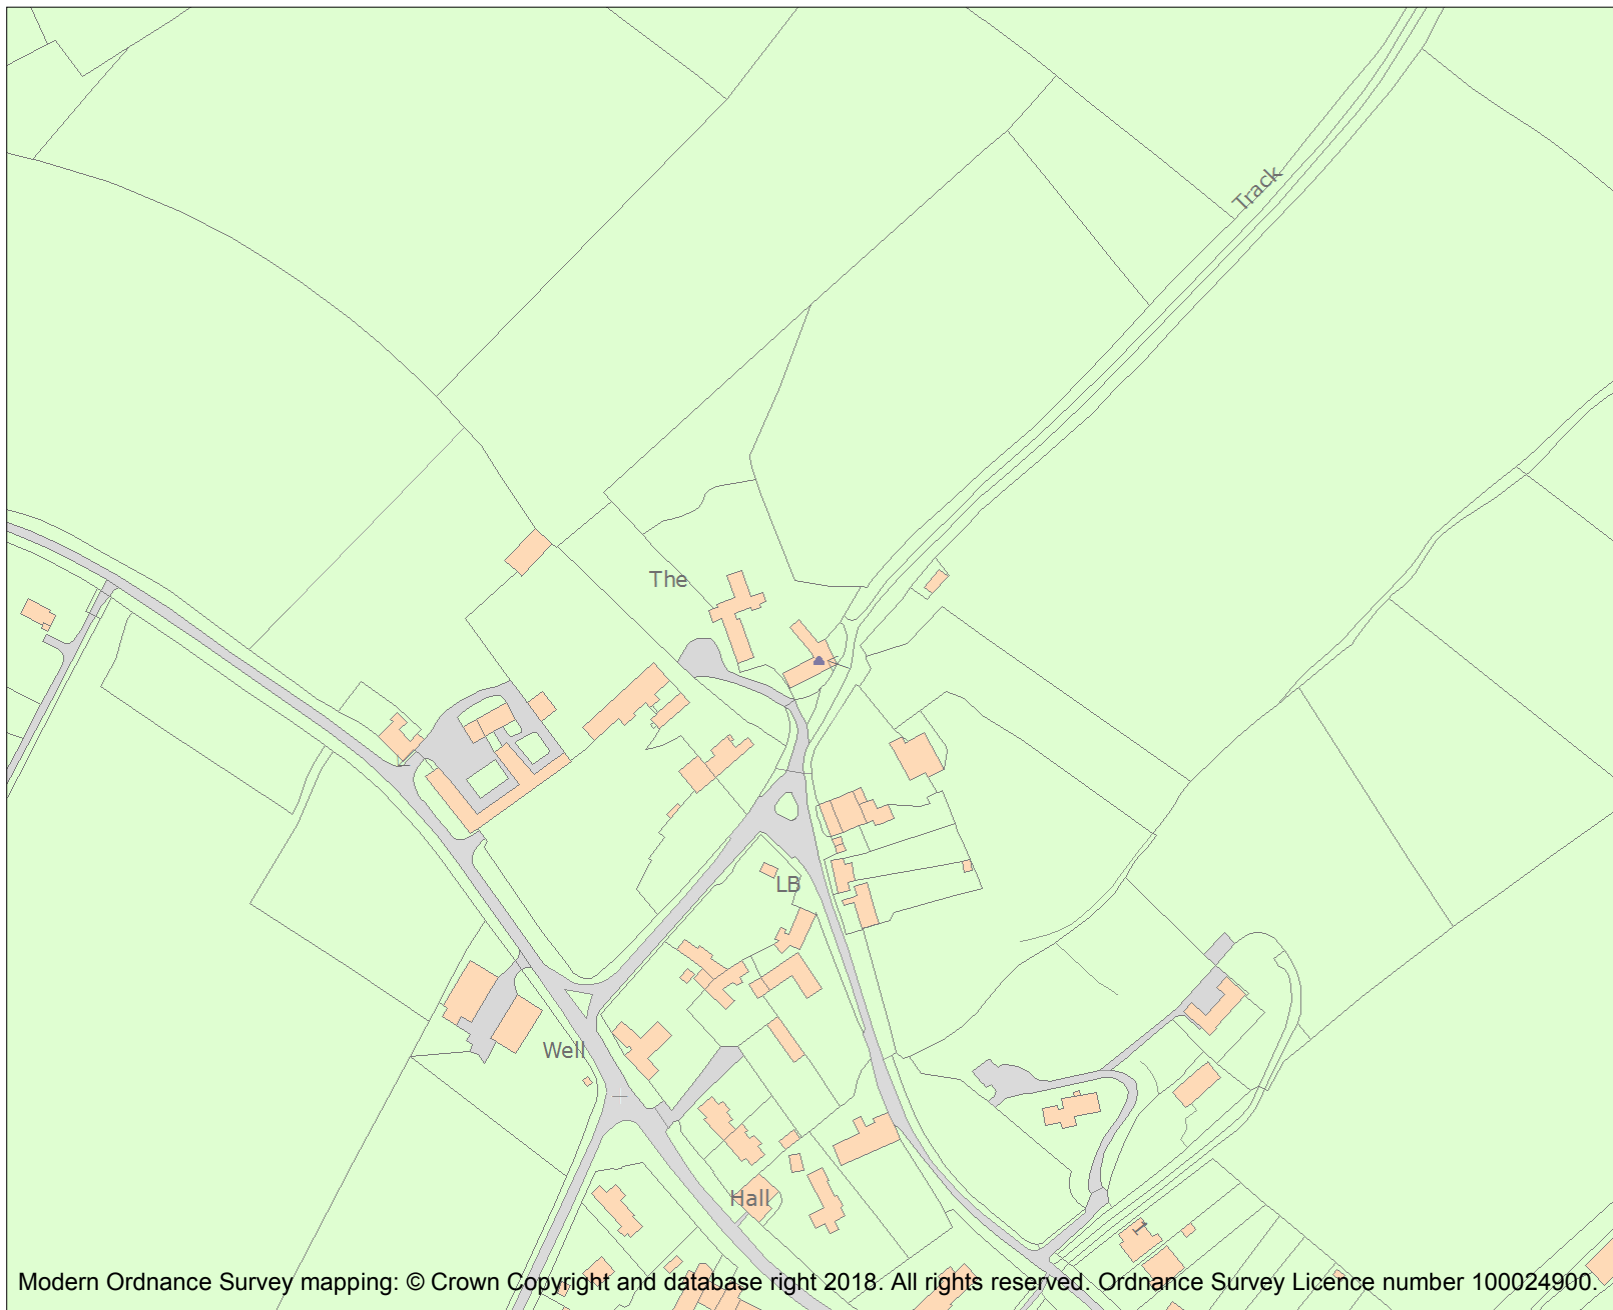 Track
The
LB
Well
Hall
1
Modern Ordnance Survey mapping: © Crown Copyright and database right 2018. All rights reserved. Ordnance Survey Licence number 100024900.